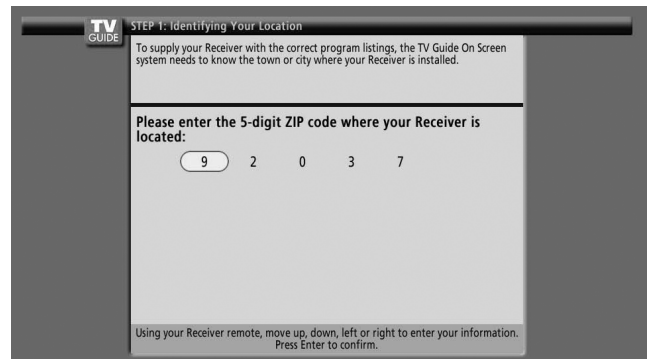 TV
GUIDE
STEP 1: Identifying Your Location
To supply your Receiver with the correct program listings, the TV Guide On Screen
system needs to know the town or city where your Receiver is installed.
Please enter the 5-digit ZIP code where your Receiver is
located:
9 2 0 3 7
Using your Receiver remote, move up, down, left or right to enter your information.
Press Enter to confirm.